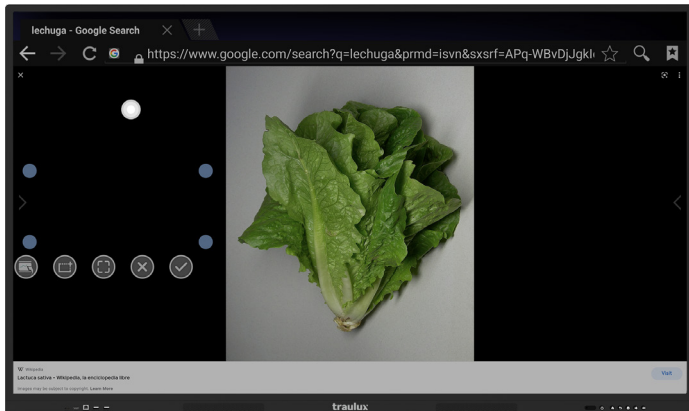 lechuga - Google Search
https://www.google.com/search?q=lechuga&prmd=isvn&sxsrf=APq-WBvDjJgkl
Wikipedia
Lactuca sativa - Wikipedia, la enciclopedia libre
Images may be subject to copyright. Learn More
Visit
traulux